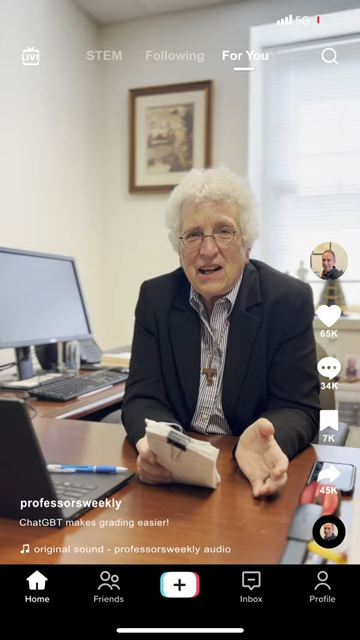 5G
LIVE
STEM Following For You
65K
34K
7K
45K
professorsweekly
ChatGBT makes grading easier!
original sound - professorsweekly audio
Home Friends Inbox Profile